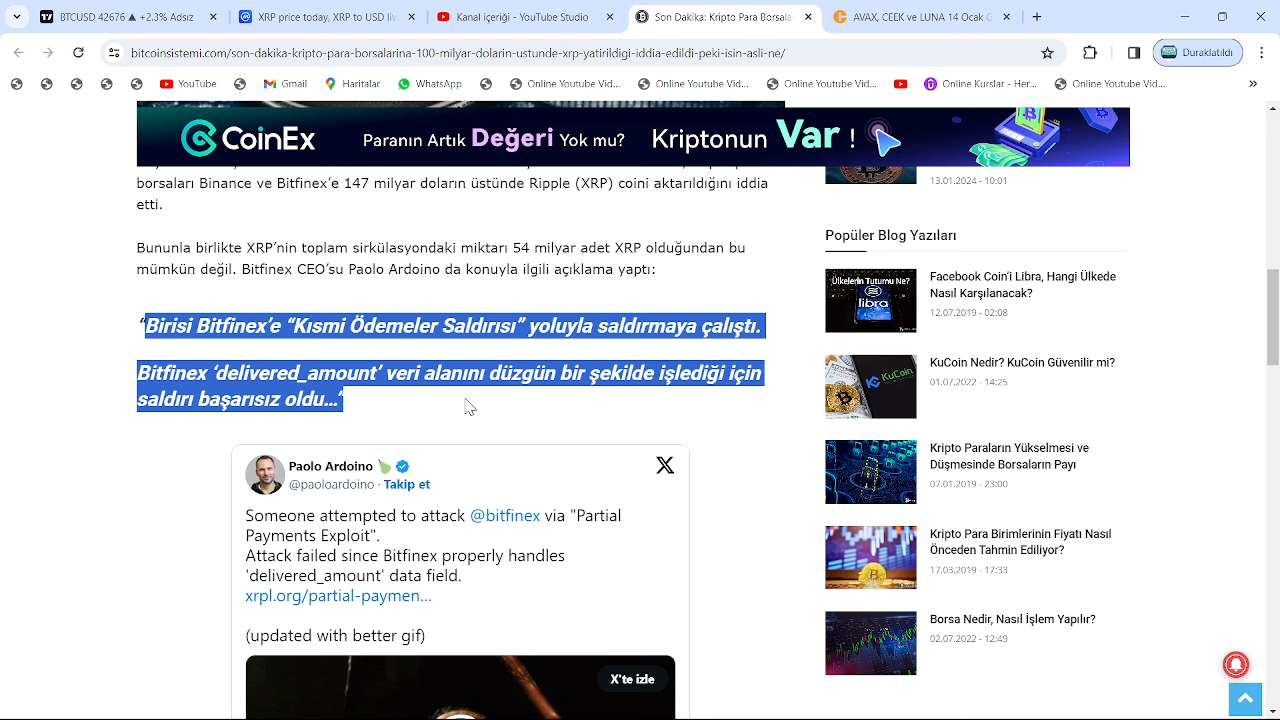 BTCUSD 42676 ▲ +2.3% Adsız
XRP price today, XRP to USD liv
Kanal içeriği - YouTube Studio
Son Dakika: Kripto Para Borsala
AVAX, CEEK ve LUNA 14 Ocak
bitcoinsistemi.com/son-dakika-kripto-para-borsalarina-100-milyar-dolarin-ustunde-xrp-yatirildigi-iddia-edildi-peki-isin-asli-ne/
Duraklatıldı
YouTube
Gmail
Haritalar
WhatsApp
Online Youtube Vid...
Online Youtube Vid...
Online Youtube Vid...
Online Kurslar - Her...
Online Youtube Vid...
CoinEx
Paranın Artık Değeri Yok mu? Kriptonun Var !
borsaları Binance ve Bitfinex’e 147 milyar doların üstünde Ripple (XRP) coini aktarıldığını iddia
etti.
Bununla birlikte XRP’nin toplam sirkülasyondaki miktarı 54 milyar adet XRP olduğundan bu
mümkün değil. Bitfinex CEO’su Paolo Ardoino da konuyla ilgili açıklama yaptı:
“Birisi Bitfinex’e “Kısmi Ödemeler Saldırısı” yoluyla saldırmaya çalıştı.
Bitfinex ‘delivered_amount’ veri alanını düzgün bir şekilde işlediği için
saldırı başarısız oldu…”
Paolo Ardoino
@paoloardoino · Takip et
Someone attempted to attack @bitfinex via "Partial
Payments Exploit".
Attack failed since Bitfinex properly handles
'delivered_amount' data field.
xrpl.org/partial-paymen…
(updated with better gif)
X'te izle
13.01.2024 - 10:01
Popüler Blog Yazıları
Ülkelerin Tutumu Ne?
libra
Facebook Coin’i Libra, Hangi Ülkede
Nasıl Karşılanacak?
12.07.2019 - 02:08
KUCOIN
KuCoin Nedir? KuCoin Güvenilir mi?
01.07.2022 - 14:25
Kripto Paraların Yükselmesi ve
Düşmesinde Borsaların Payı
07.01.2019 - 23:00
Kripto Para Birimlerinin Fiyatı Nasıl
Önceden Tahmin Ediliyor?
17.03.2019 - 17:33
Borsa Nedir, Nasıl İşlem Yapılır?
02.07.2022 - 12:49